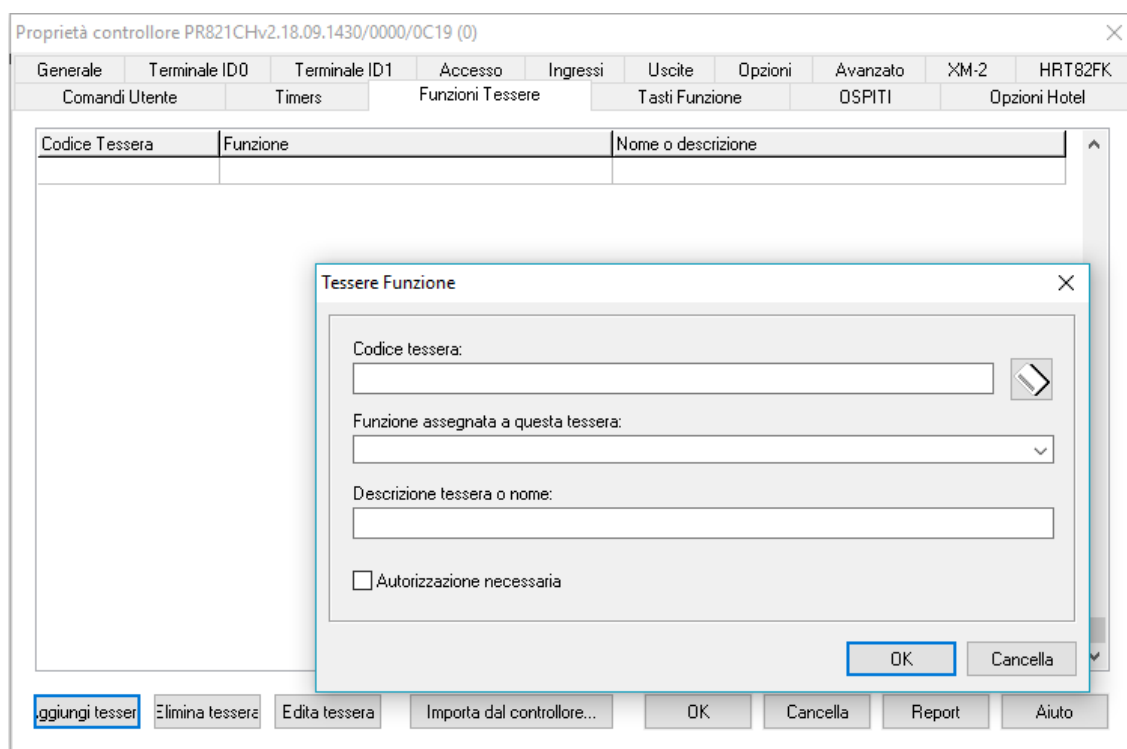 Proprietà controllore PR821CHv2.18.09.1430/0000/0C19 (0)
Generale Terminale ID0 Terminale ID1 Accesso Ingressi Uscite Opzioni Avanzato XM-2 HRT82FK
Comandi Utente Timers Funzioni Tessere Tasti Funzione OSPITI Opzioni Hotel
Codice Tessera Funzione Nome o descrizione
Tessere Funzione
Codice tessera:
Funzione assegnata a questa tessera:
Descrizione tessera o nome:
Autorizzazione necessaria
OK Cancella
ggiungi tesser Elimina tessera Edita tessera Importa dal controllore... OK Cancella Report Aiuto